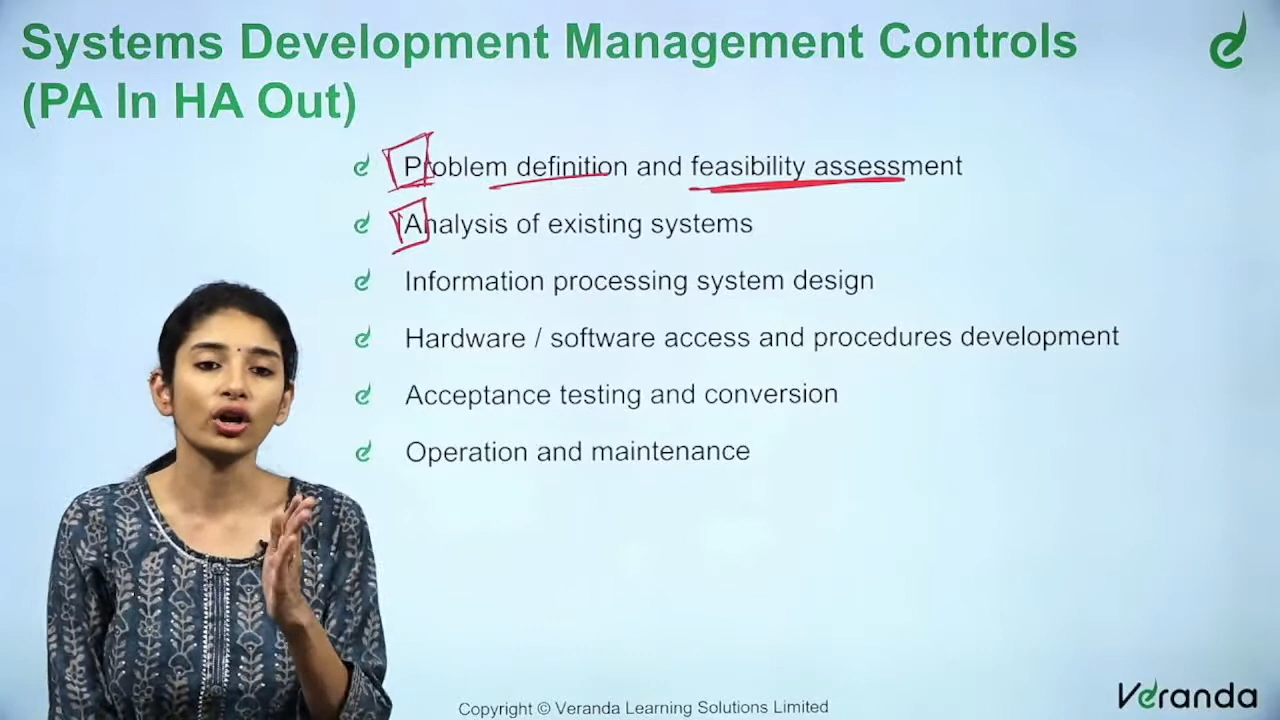 Systems Development Management Controls
(PA In HA Out)
Problem definition and feasibility assessment
Analysis of existing systems
Information processing system design
Hardware / software access and procedures development
Acceptance testing and conversion
Operation and maintenance
Copyright © Veranda Learning Solutions Limited
Veranda